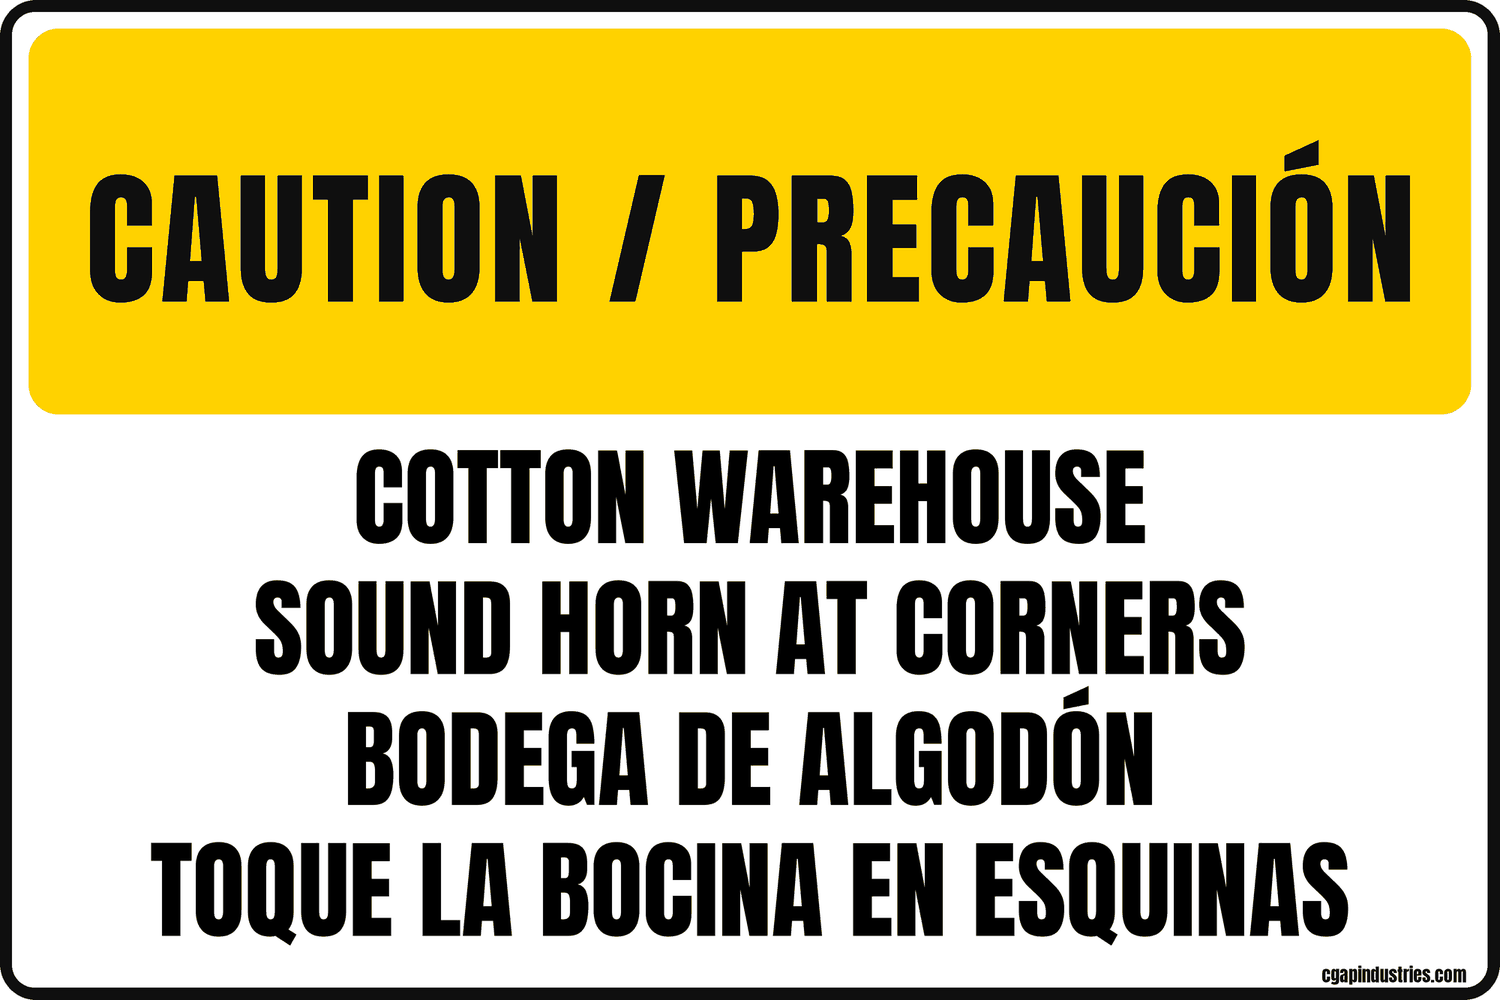 CAUTION / PRECAUCIÓN
COTTON WAREHOUSE
SOUND HORN AT CORNERS
BODEGA DE ALGODÓN
TOQUE LA BOCINA EN ESQUINAS
cgapindustries.com